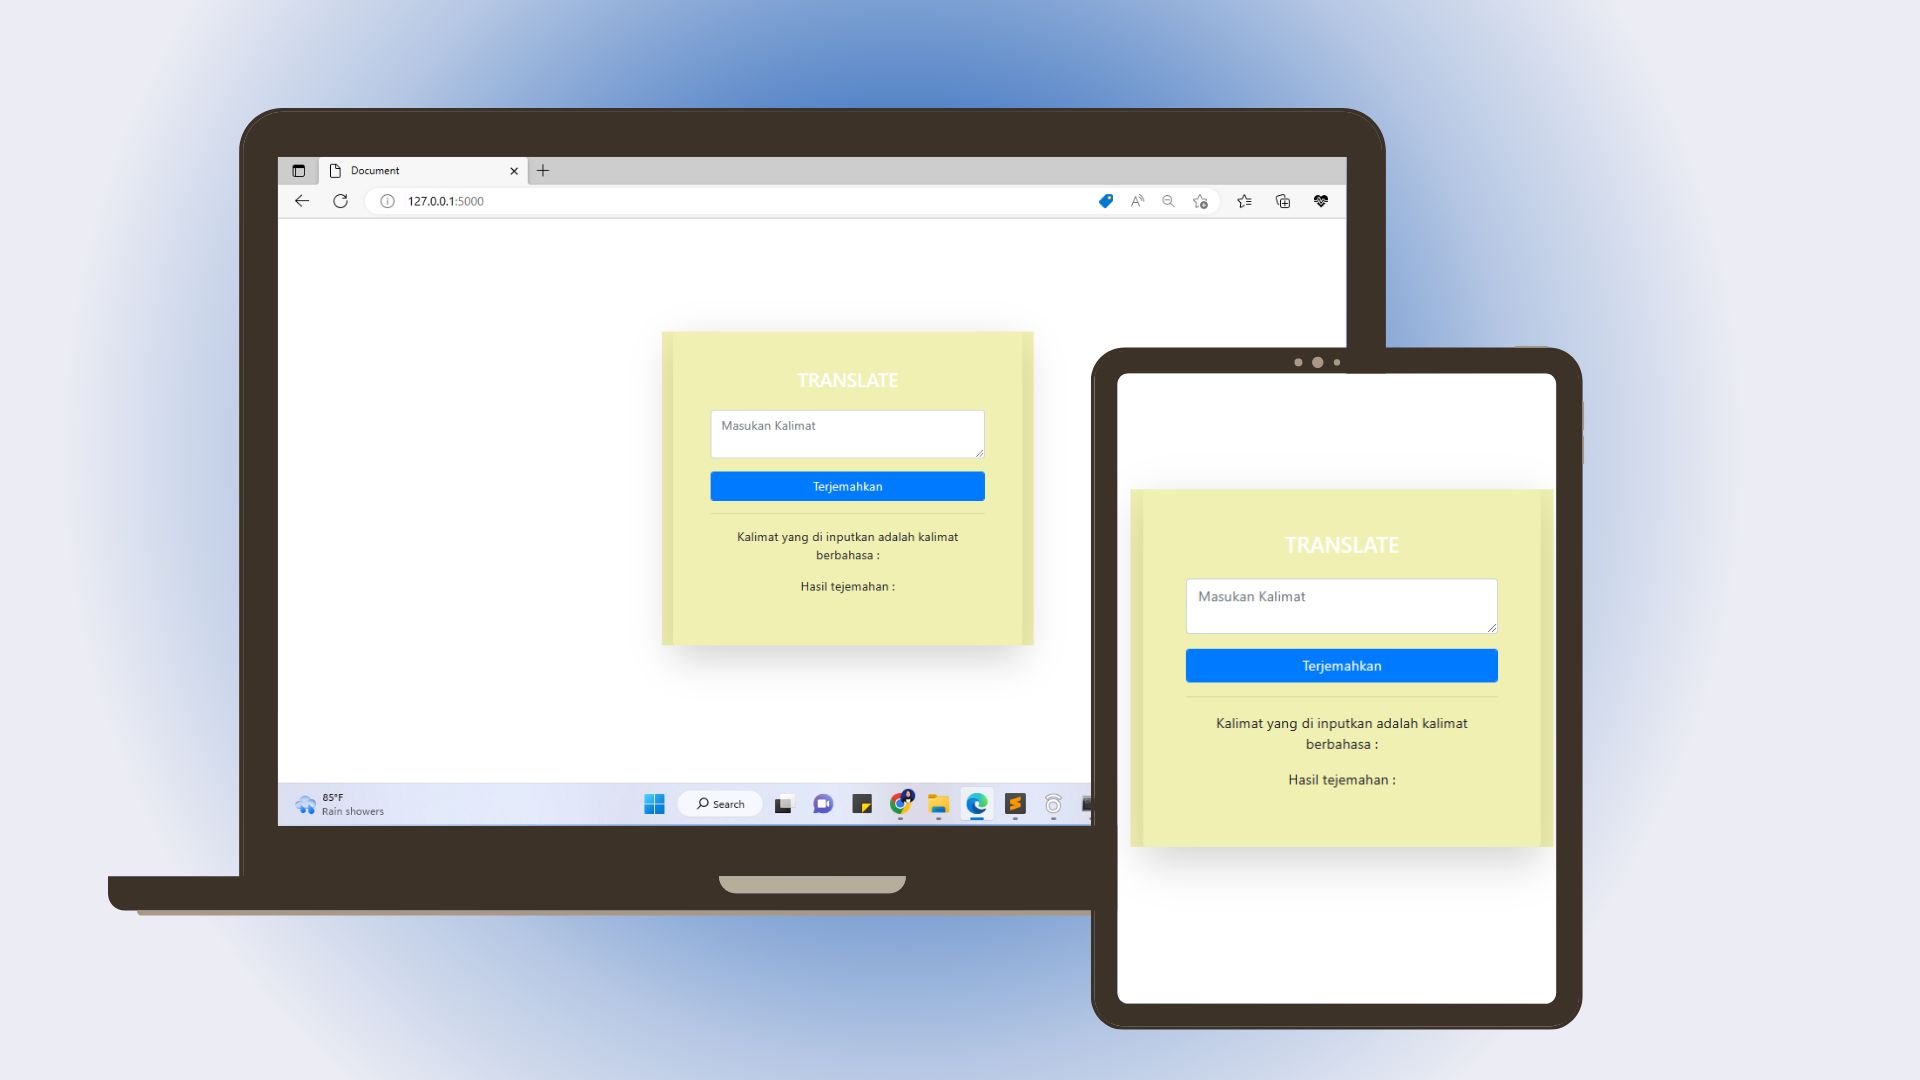 Document
127.0.0.1:5000
TRANSLATE
Masukan Kalimat
Terjemahkan
Kalimat yang di inputkan adalah kalimat
berbahasa :
Hasil tejemahan :
85°F
Rain showers
Search
TRANSLATE
Masukan Kalimat
Terjemahkan
Kalimat yang di inputkan adalah kalimat
berbahasa :
Hasil tejemahan :